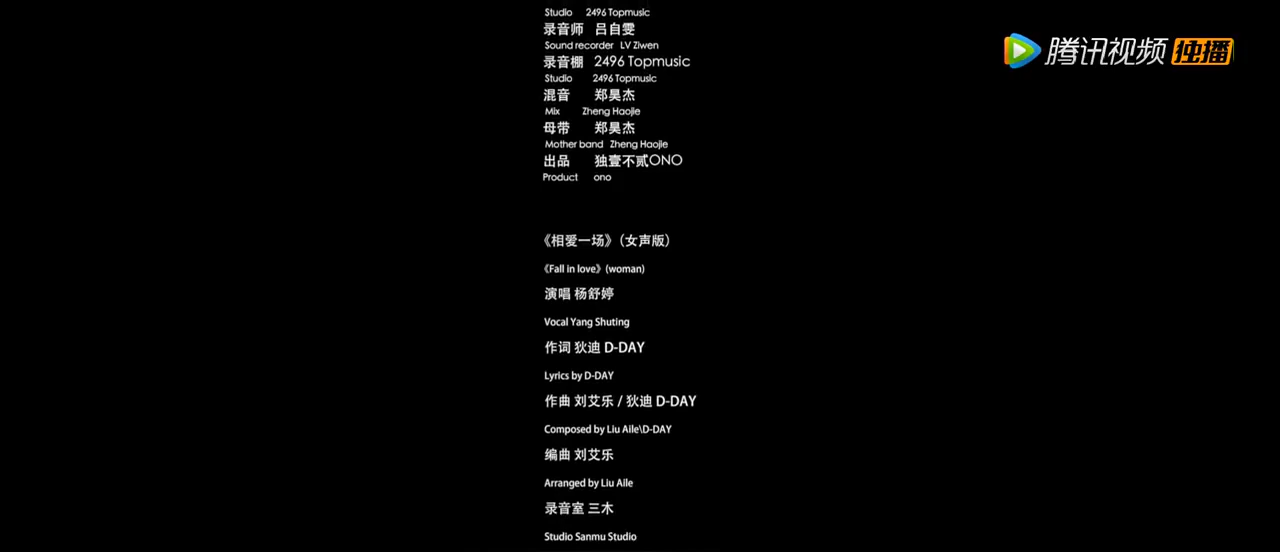 Studio 2496 Topmusic
录音师 吕自雯
Sound recorder LV Ziwen
录音棚 2496 Topmusic
Studio 2496 Topmusic
混音 郑昊杰
Mix Zheng Haojie
母带 郑昊杰
Mother band Zheng Haojie
出品 独壹不贰ONO
Product ono
腾讯视频 独播
《相爱一场》（女声版）
《Fall in love》(woman)
演唱 杨舒婷
Vocal Yang Shuting
作词 狄迪 D-DAY
Lyrics by D-DAY
作曲 刘艾乐 / 狄迪 D-DAY
Composed by Liu Aile\D-DAY
编曲 刘艾乐
Arranged by Liu Aile
录音室 三木
Studio Sanmu Studio